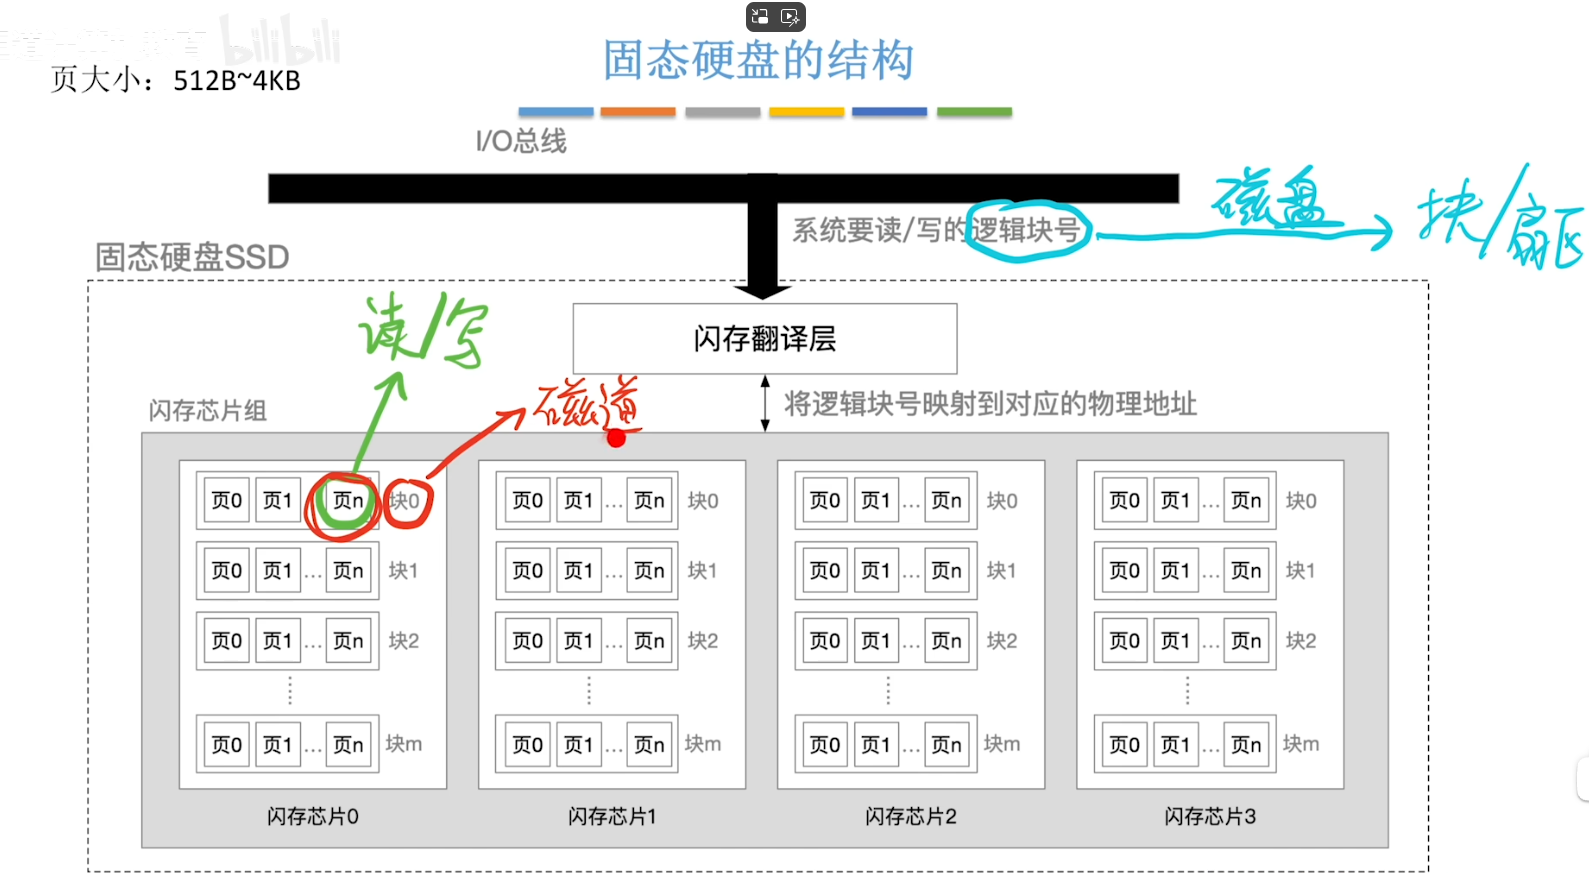 bilibili
固态硬盘的结构
页大小：512B~4KB
I/O总线
系统要读/写的逻辑块号
磁盘
块/扇区
固态硬盘SSD
读/写
闪存翻译层
磁道
闪存芯片组
将逻辑块号映射到对应的物理地址
页0 页1 页n 块0 页0 页1 … 页n 块0 页0 页1 … 页n 块0 页0 页1 … 页n 块0
页0 页1 … 页n 块1 页0 页1 … 页n 块1 页0 页1 … 页n 块1 页0 页1 … 页n 块1
页0 页1 … 页n 块2 页0 页1 … 页n 块2 页0 页1 … 页n 块2 页0 页1 … 页n 块2
页0 页1 … 页n 块m 页0 页1 … 页n 块m 页0 页1 … 页n 块m 页0 页1 … 页n 块m
闪存芯片0 闪存芯片1 闪存芯片2 闪存芯片3